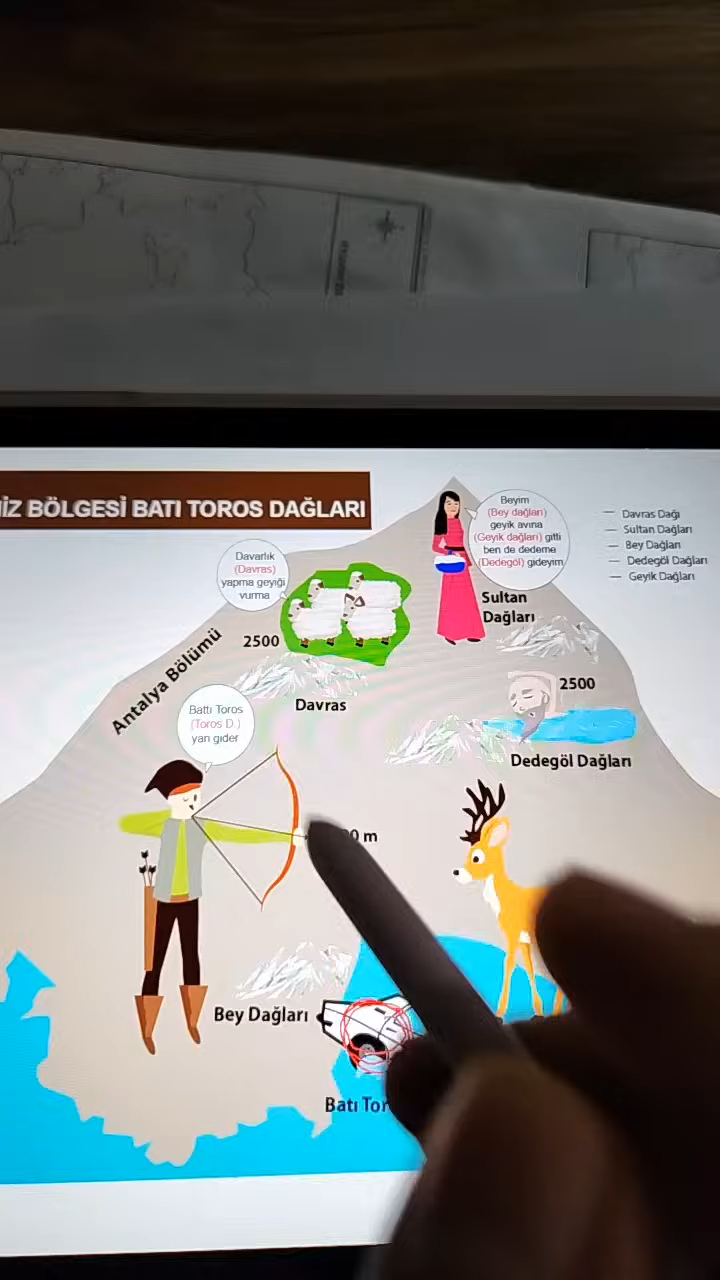 İZ BÖLGESİ BATI TOROS DAĞLARI
Beyim
(Bey dağları)
geyik avına
(Geyik dağları) gitti
ben de dedeme
(Dedegöl) gideyim
Davras Dağı
Sultan Dağları
Bey Dağları
Dedegöl Dağları
Geyik Dağları
Davarlık
(Davras)
yapma geyiği
vurma
Sultan
Dağları
2500
Antalya Bölümü
Davras
2500
Dedegöl Dağları
Battı Toros
(Toros D.)
yan gider
0 m
Bey Dağları
Batı Tor